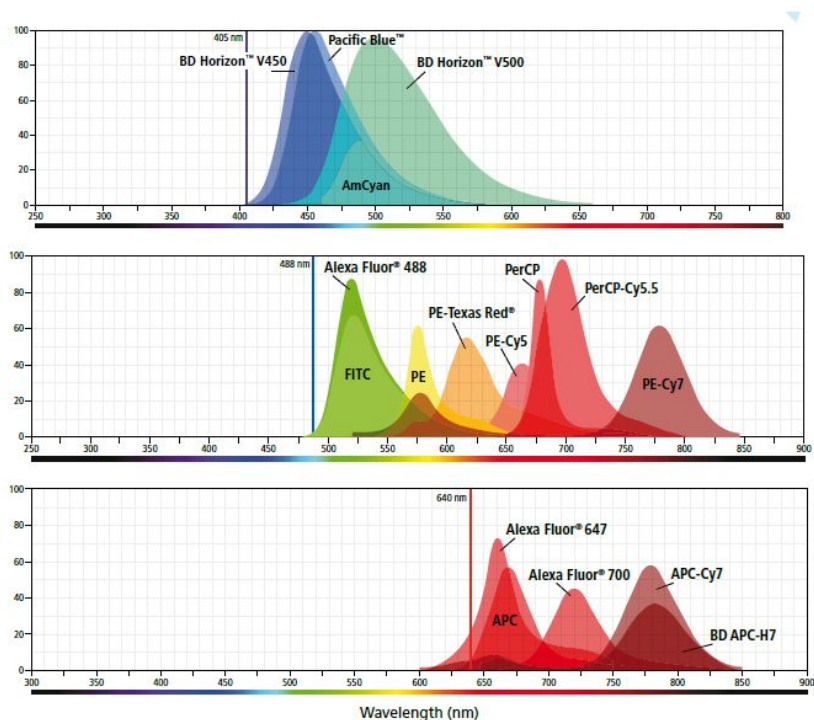 100
405 nm
Pacific Blue™
BD Horizon™ V450
BD Horizon™ V500
80
60
40
AmCyan
20
0
250 300 350 400 450 500 550 600 650 700 750 800
100
488 nm
Alexa Fluor® 488
PerCP
PerCP-Cy5.5
80
PE-Texas Red®
60
PE-Cy5
40
FITC
PE
PE-Cy7
20
0
250 300 350 400 450 500 550 600 650 700 750 800 900
100
640 nm
80
Alexa Fluor® 647
60
Alexa Fluor® 700
APC-Cy7
40
APC
BD APC-H7
20
0
300 350 400 450 500 550 600 650 700 750 800 900
Wavelength (nm)